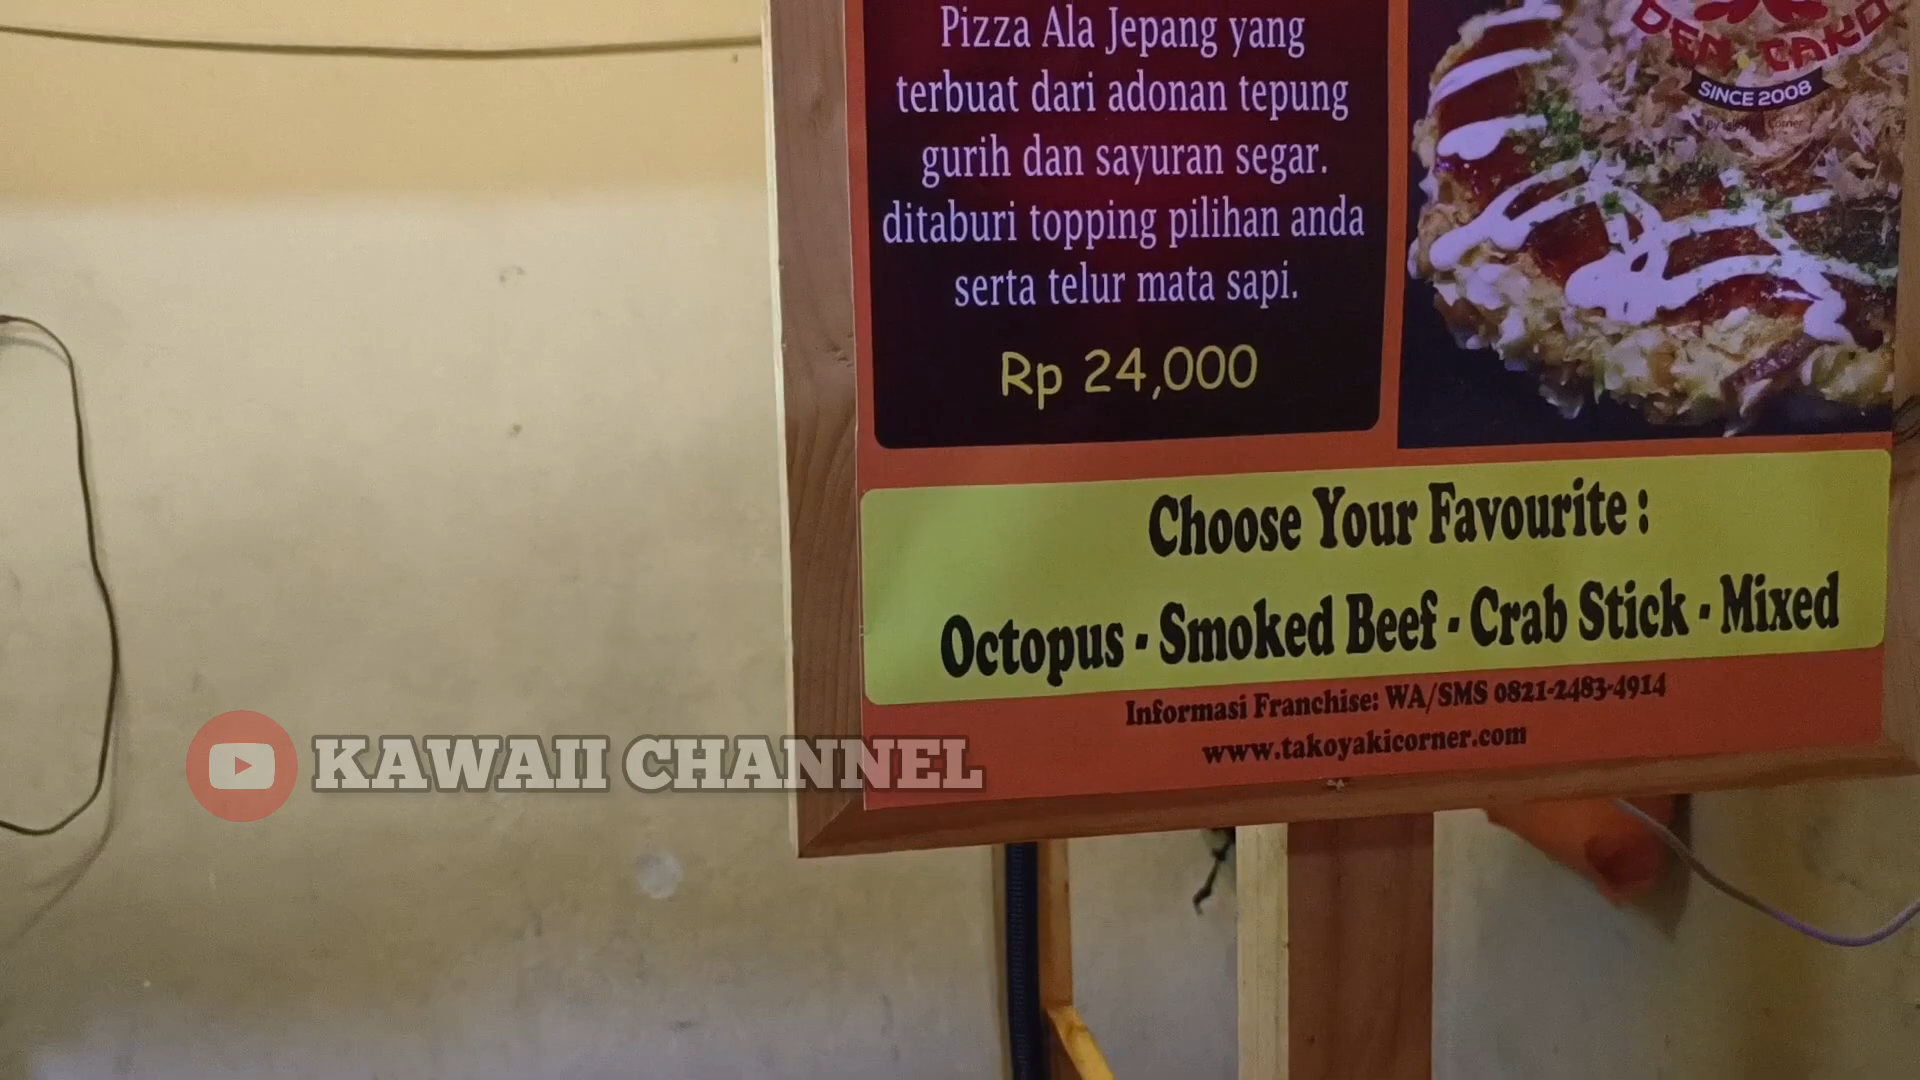 Pizza Ala Jepang yang
terbuat dari adonan tepung
gurih dan sayuran segar.
ditaburi topping pilihan anda
serta telur mata sapi.
Rp 24,000
DEN TAKO
SINCE 2008
Choose Your Favourite :
Octopus - Smoked Beef - Crab Stick - Mixed
Informasi Franchise: WA/SMS 0821-2483-4914
www.takoyakicorner.com
KAWAII CHANNEL